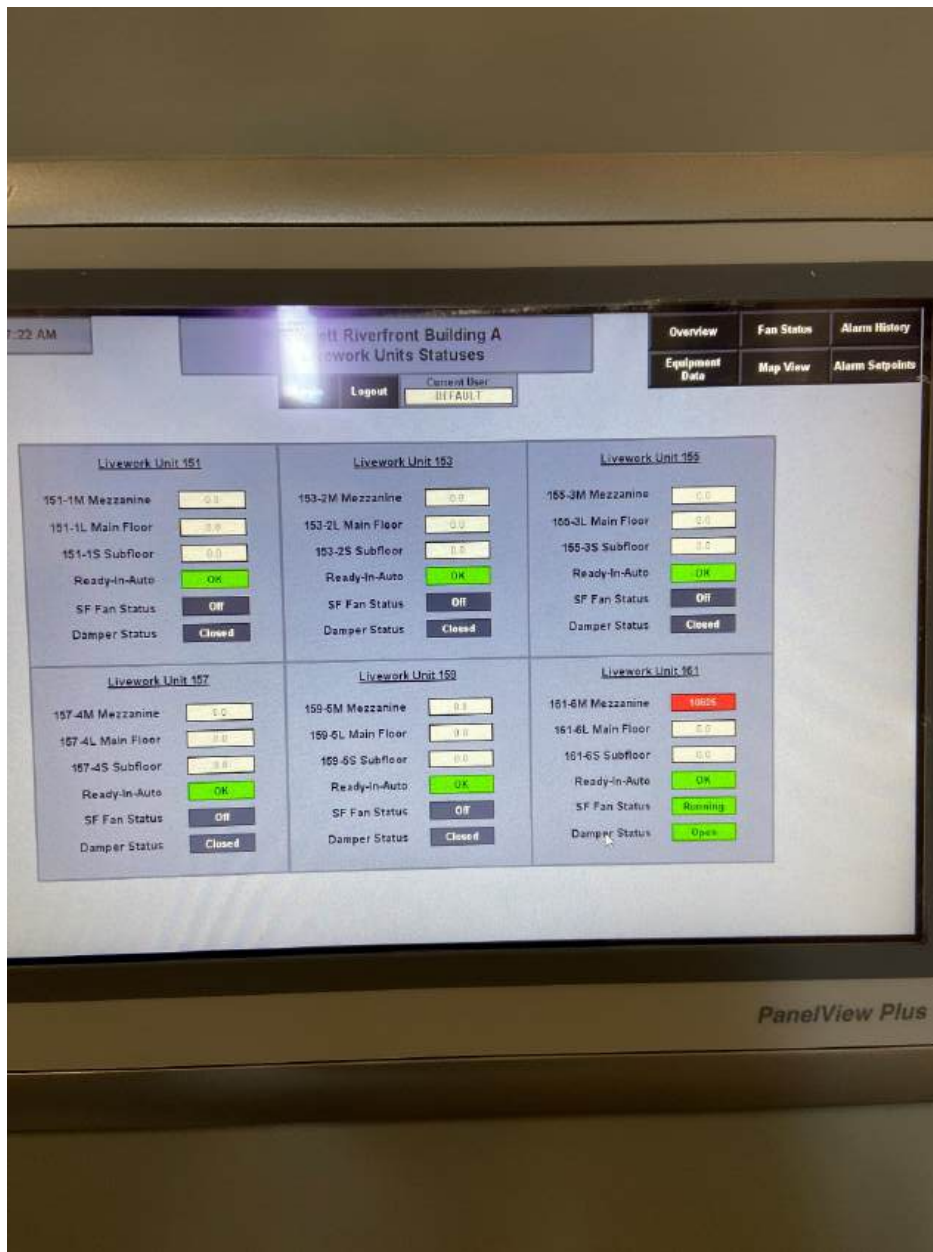 :22 AM
ett Riverfront Building A
ework Units Statuses
Logout
Current User
DEFAULT
Overview
Fan Status
Alarm History
Equipment Data
Map View
Alarm Setpoints
Livework Unit 151
151-1M Mezzanine 0.0
151-1L Main Floor 0.0
151-1S Subfloor 0.0
Ready-In-Auto OK
SF Fan Status Off
Damper Status Closed
Livework Unit 153
153-2M Mezzanine 0.0
153-2L Main Floor 0.0
153-2S Subfloor 0.0
Ready-In-Auto OK
SF Fan Status Off
Damper Status Closed
Livework Unit 155
155-3M Mezzanine 0.0
155-3L Main Floor 0.0
155-3S Subfloor 0.0
Ready-In-Auto OK
SF Fan Status Off
Damper Status Closed
Livework Unit 157
157-4M Mezzanine 0.0
157-4L Main Floor 0.0
157-4S Subfloor 0.0
Ready-In-Auto OK
SF Fan Status Off
Damper Status Closed
Livework Unit 159
159-5M Mezzanine 0.0
159-5L Main Floor 0.0
159-5S Subfloor 0.0
Ready-In-Auto OK
SF Fan Status Off
Damper Status Closed
Livework Unit 161
161-6M Mezzanine
161-6L Main Floor 0.0
161-6S Subfloor 0.0
Ready-In-Auto OK
SF Fan Status Running
Damper Status Open
PanelView Plus